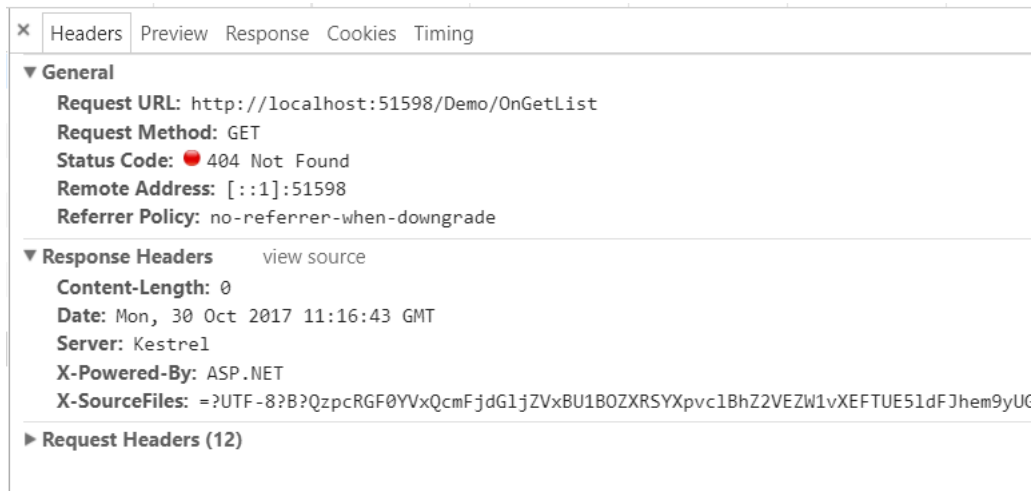 × Headers Preview Response Cookies Timing
▼ General
Request URL: http://localhost:51598/Demo/OnGetList
Request Method: GET
Status Code: 404 Not Found
Remote Address: [::1]:51598
Referrer Policy: no-referrer-when-downgrade
▼ Response Headers view source
Content-Length: 0
Date: Mon, 30 Oct 2017 11:16:43 GMT
Server: Kestrel
X-Powered-By: ASP.NET
X-SourceFiles: =?UTF-8?B?QzpcRGF0YVxQcmFjdGljZVxBU1BOZXRSYXpvclBhZ2VEZW1vXEFTUE5ldFJhem9yUG
▶ Request Headers (12)